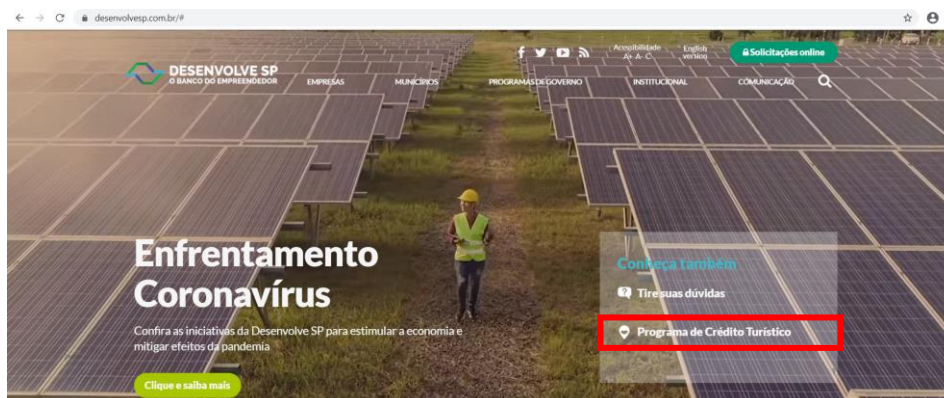 desenvolvesp.com.br/#
Acessibilidade
A+ A- C
English
version
Solicitações online
DESENVOLVE SP
O BANCO DO EMPREENDEDOR
EMPRESAS
MUNICÍPIOS
PROGRAMAS DE GOVERNO
INSTITUCIONAL
COMUNICAÇÃO
Enfrentamento
Coronavírus
Confira as iniciativas da Desenvolve SP para estimular a economia e
mitigar efeitos da pandemia
Clique e saiba mais
Conheça também
Tire suas dúvidas
Programa de Crédito Turístico